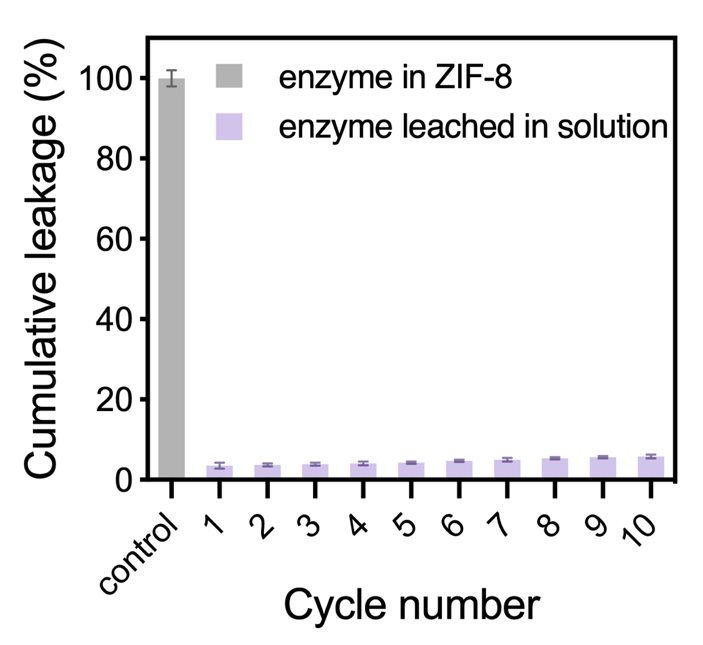 Cumulative leakage (%)
100
80
60
40
20
0
enzyme in ZIF-8
enzyme leached in solution
control 1 2 3 4 5 6 7 8 9 10
Cycle number